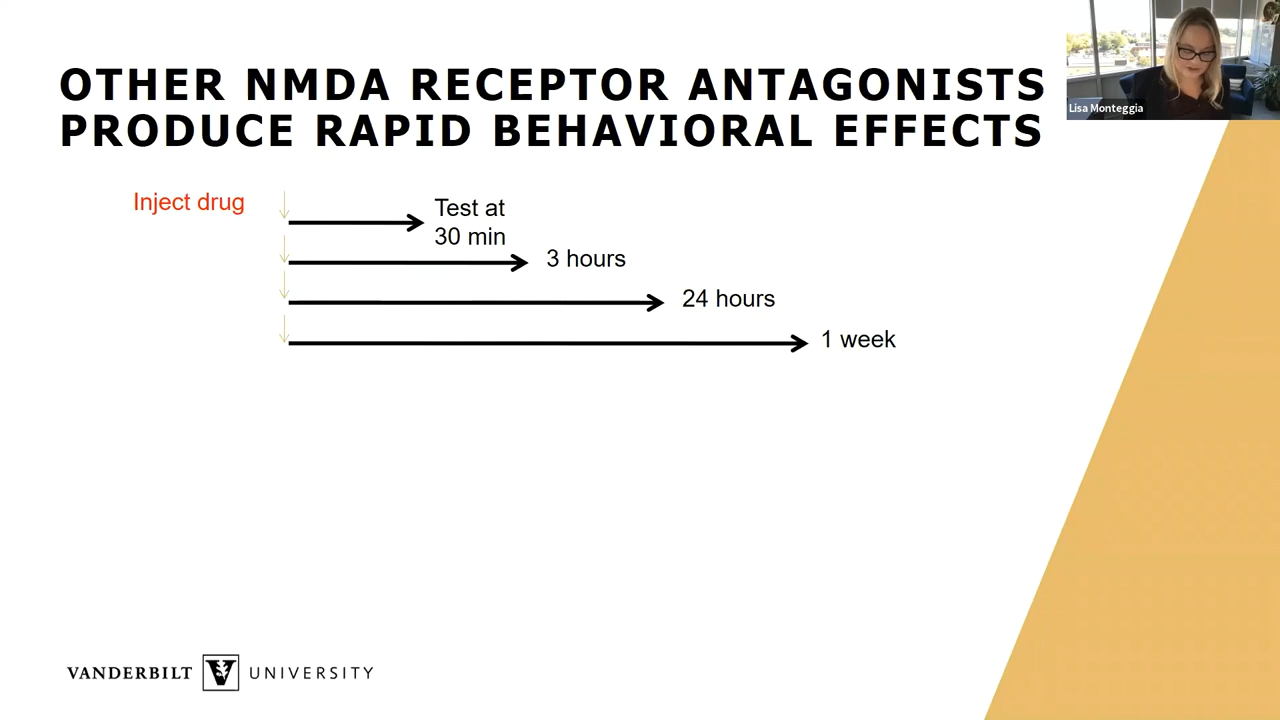 OTHER NMDA RECEPTOR ANTAGONISTS
PRODUCE RAPID BEHAVIORAL EFFECTS
Lisa Monteggia
Inject drug
Test at
30 min
3 hours
24 hours
1 week
VANDERBILT V UNIVERSITY